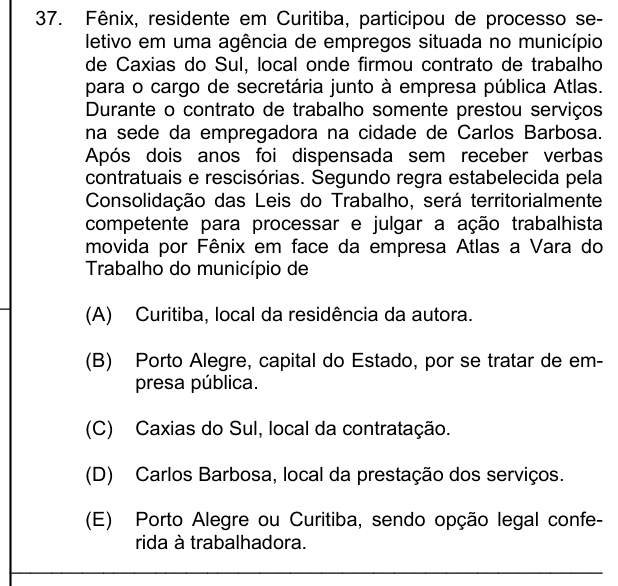 37. Fênix, residente em Curitiba, participou de processo se-
letivo em uma agência de empregos situada no município
de Caxias do Sul, local onde firmou contrato de trabalho
para o cargo de secretária junto à empresa pública Atlas.
Durante o contrato de trabalho somente prestou serviços
na sede da empregadora na cidade de Carlos Barbosa.
Após dois anos foi dispensada sem receber verbas
contratuais e rescisórias. Segundo regra estabelecida pela
Consolidação das Leis do Trabalho, será territorialmente
competente para processar e julgar a ação trabalhista
movida por Fênix em face da empresa Atlas a Vara do
Trabalho do município de
(A) Curitiba, local da residência da autora.
(B) Porto Alegre, capital do Estado, por se tratar de em-
presa pública.
(C) Caxias do Sul, local da contratação.
(D) Carlos Barbosa, local da prestação dos serviços.
(E) Porto Alegre ou Curitiba, sendo opção legal confe-
rida à trabalhadora.